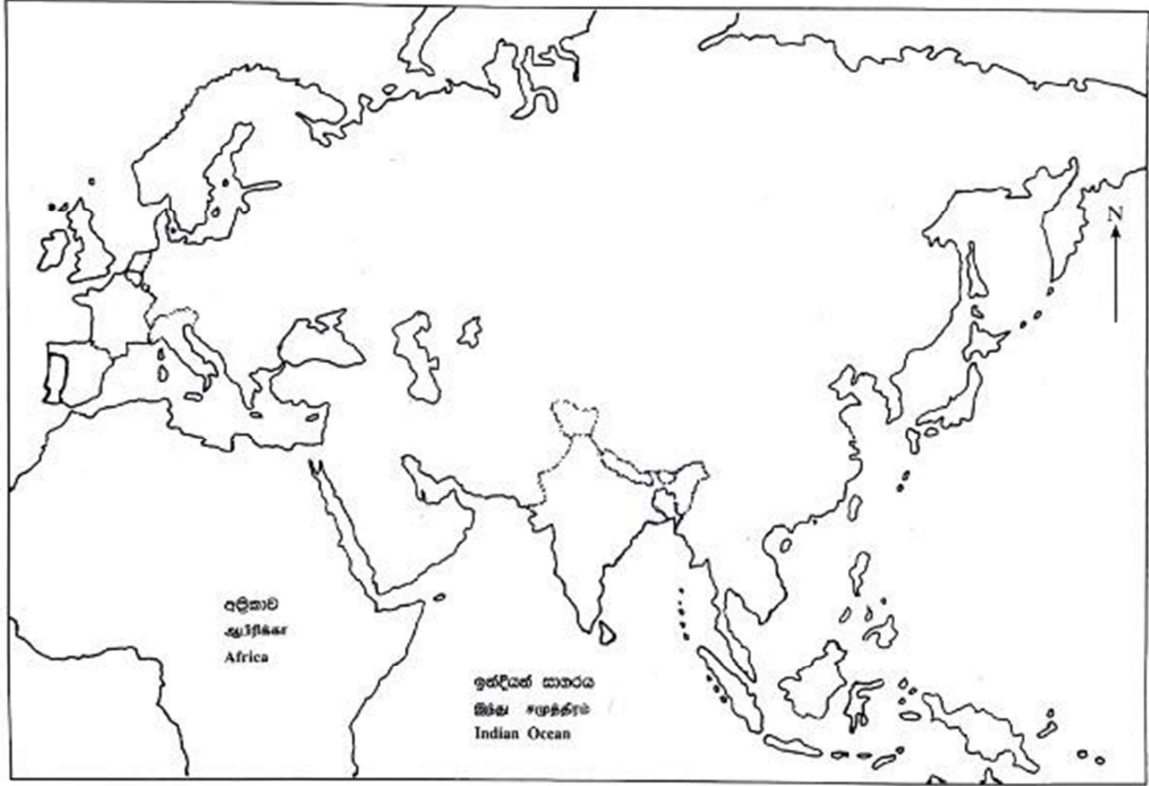 N
අප්‍රිකාව
ஆபிரிக்கா
Africa
ඉන්දියන් සාගරය
இந்து சமுத்திரம்
Indian Ocean